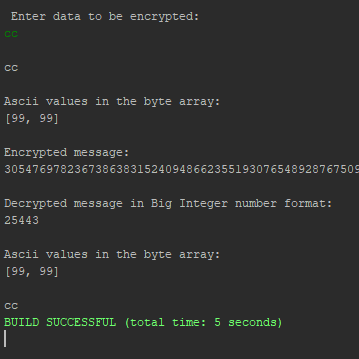 Enter data to be encrypted:
cc
cc
Ascii values in the byte array:
[99, 99]
Encrypted message:
3054769782367386383152409486623551930765489287​67509
Decrypted message in Big Integer number format:
25443
Ascii values in the byte array:
[99, 99]
cc
BUILD SUCCESSFUL (total time: 5 seconds)